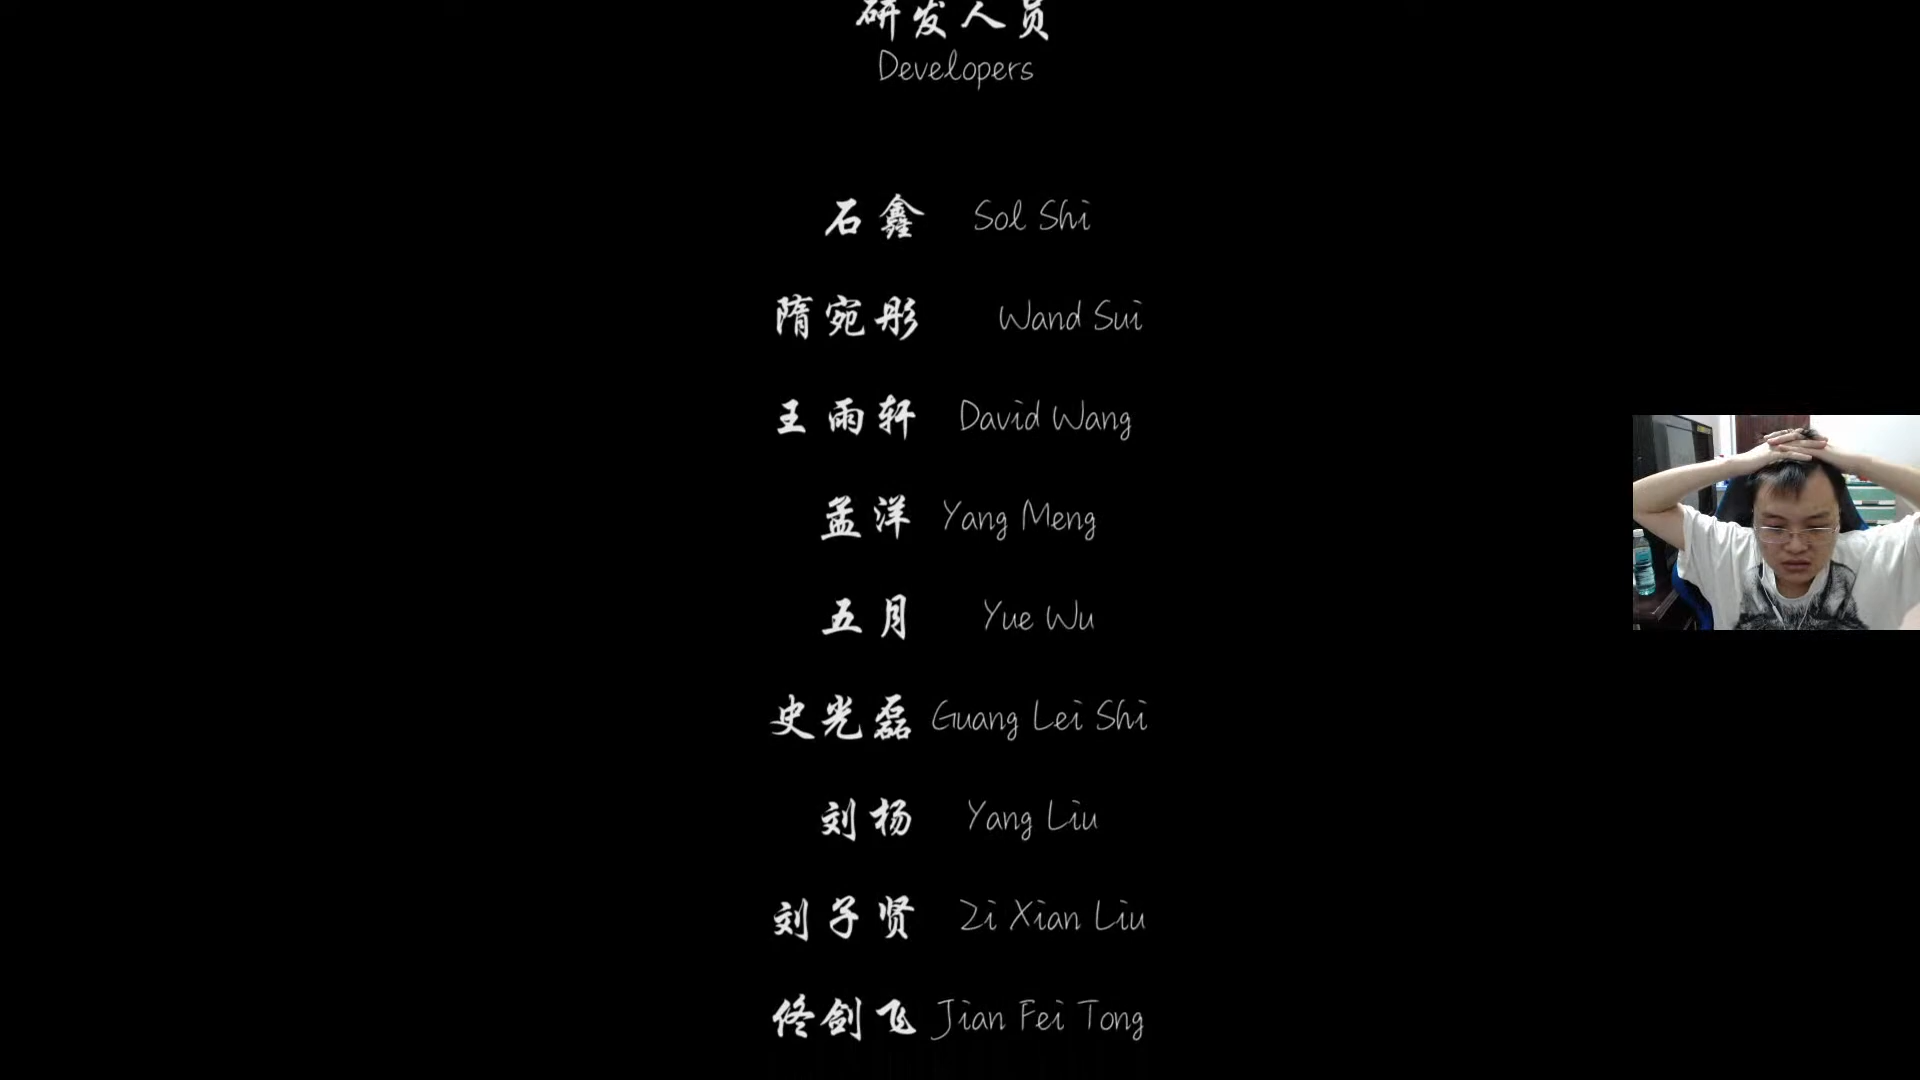 研发人员
Developers
石鑫 Sol Shi
隋宛彤 Wand Sui
王雨轩 David Wang
孟洋 Yang Meng
五月 Yue Wu
史光磊 Guang Lei Shi
刘杨 Yang Liu
刘子贤 Zi Xian Liu
佟剑飞 Jian Fei Tong